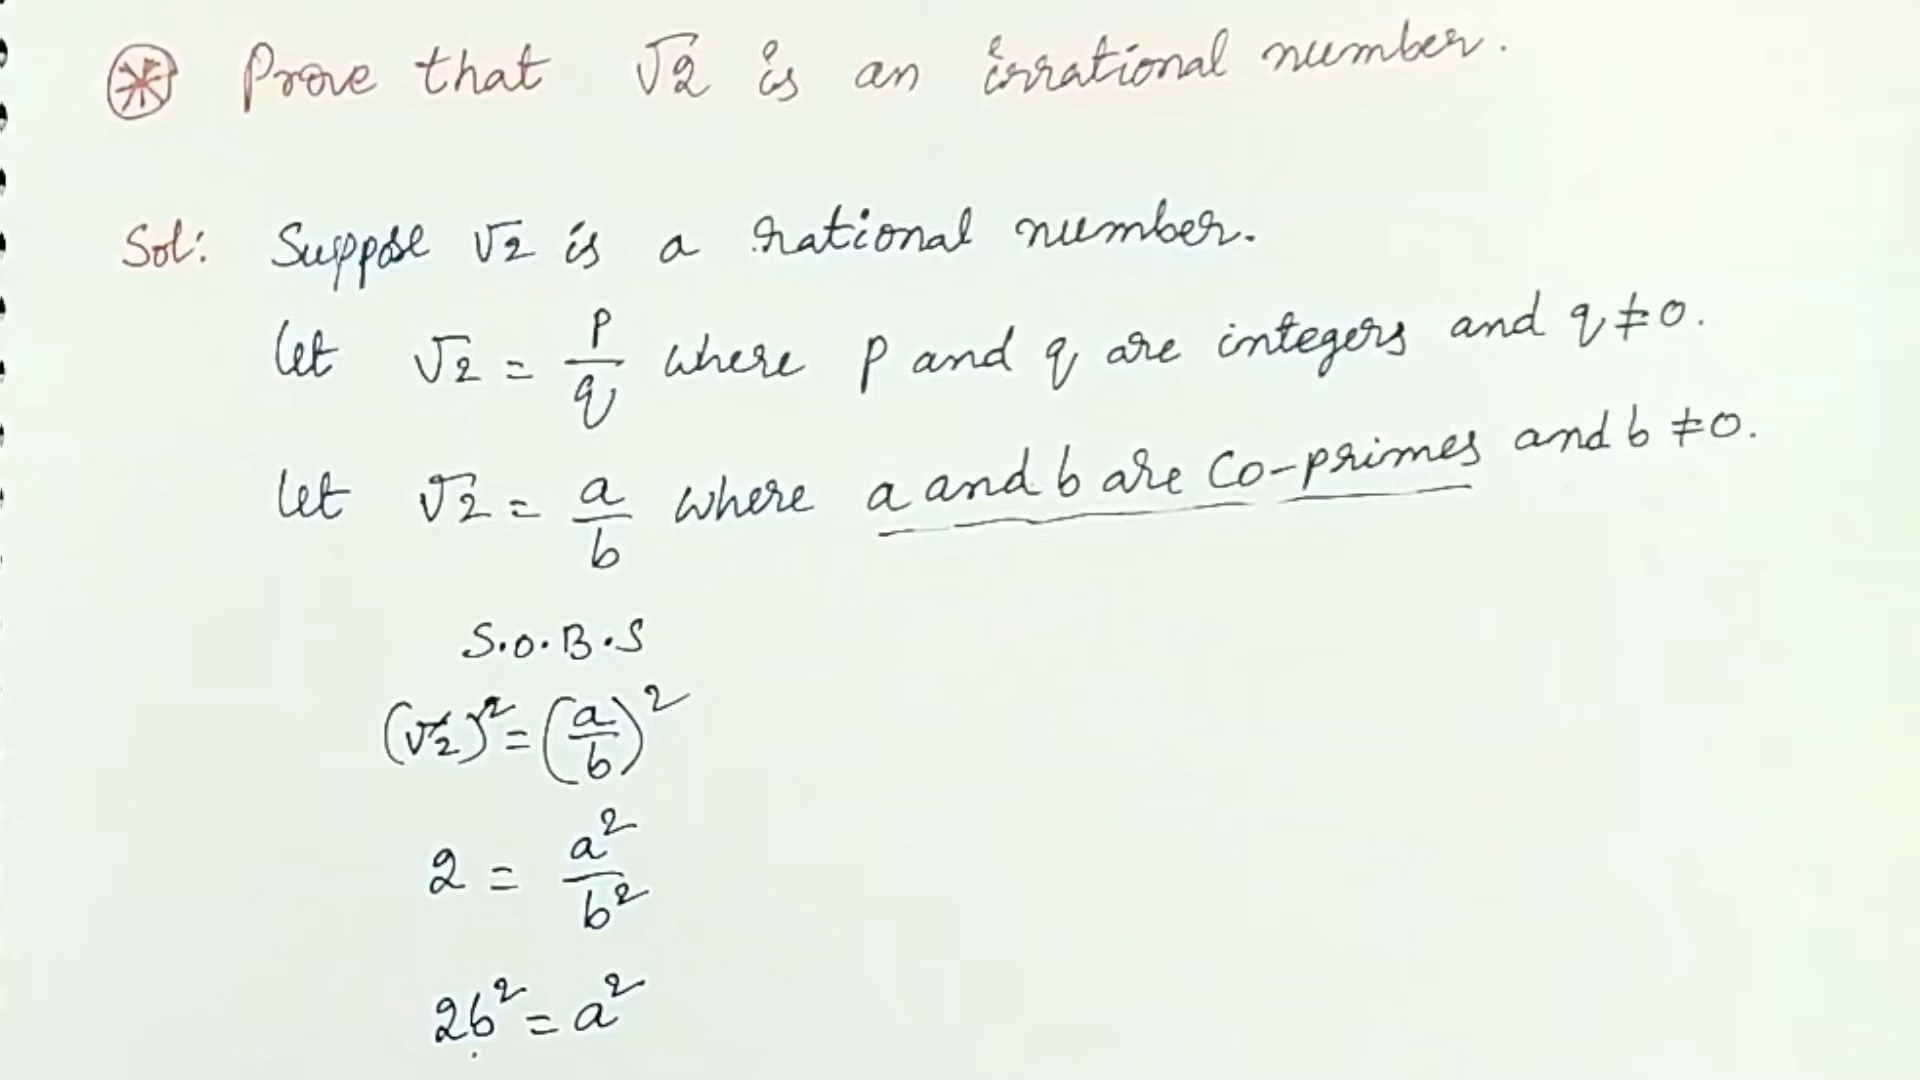 ⊛ Prove that √2 is an irrational number.
Sol: Suppose √2 is a rational number.
Let √2 = p/q where p and q are integers and q≠0.
Let √2 = a/b where a and b are Co-primes and b≠0.
S.O.B.S
(√2)² = (a/b)²
2 = a²/b²
2b² = a²